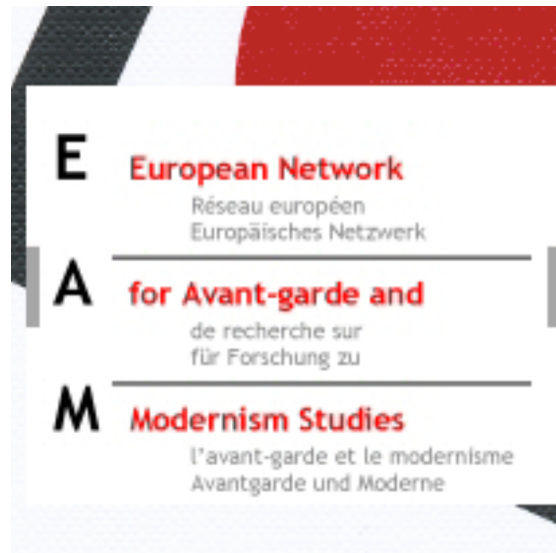 E European Network
Réseau européen
Europäisches Netzwerk
A for Avant-garde and
de recherche sur
für Forschung zu
M Modernism Studies
l'avant-garde et le modernisme
Avantgarde und Moderne